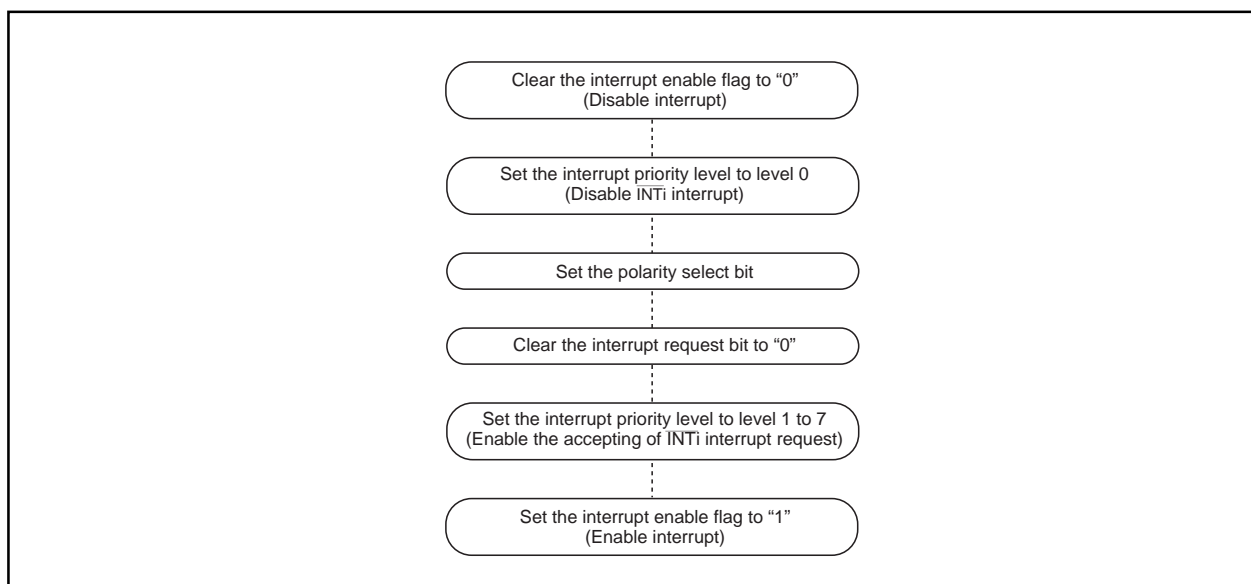 Clear the interrupt enable flag to “0”
(Disable interrupt)
Set the interrupt priority level to level 0
(Disable I̅N̅T̅i̅ interrupt)
Set the polarity select bit
Clear the interrupt request bit to “0”
Set the interrupt priority level to level 1 to 7
(Enable the accepting of I̅N̅T̅i̅ interrupt request)
Set the interrupt enable flag to “1”
(Enable interrupt)